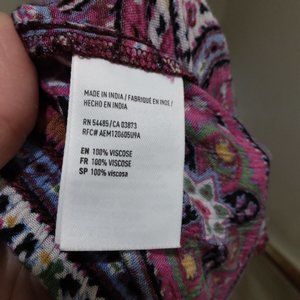 MADE IN INDIA / FABRIQUÉ EN INDE /
HECHO EN INDIA
RN 54485/CA 03873
RFC# AEM120605U9A
EN 100% VISCOSE
FR 100% VISCOSE
SP 100% viscosa